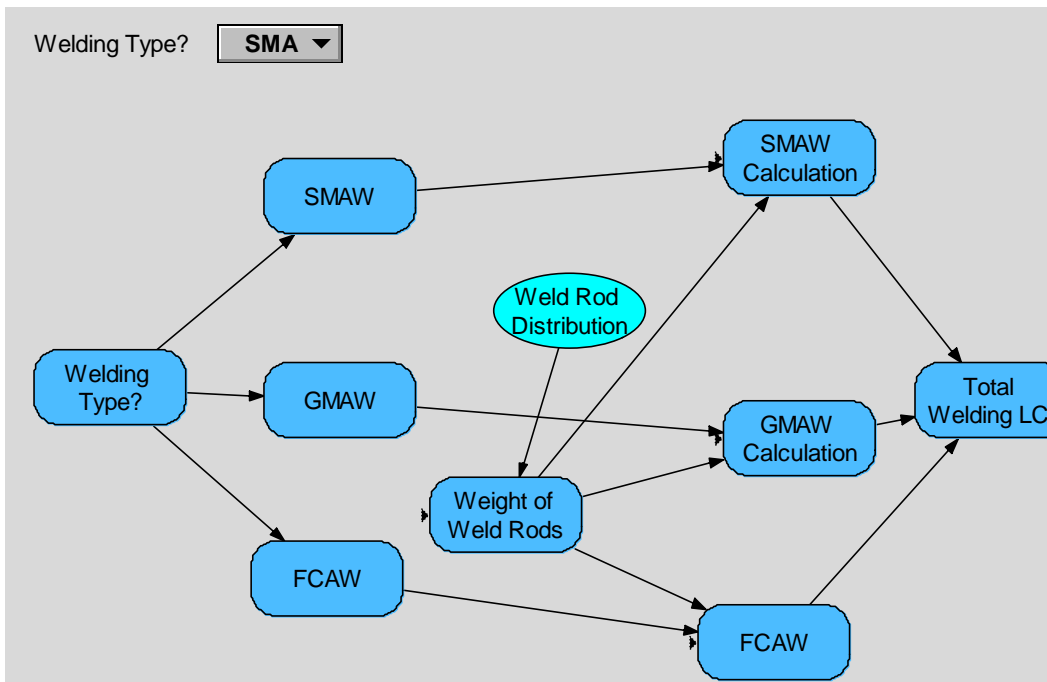 Welding Type? SMA
SMAW
Calculation
SMAW
Weld Rod
Distribution
Welding
Type?
GMAW
GMAW
Calculation
Total
Welding LC
Weight of
Weld Rods
FCAW
FCAW